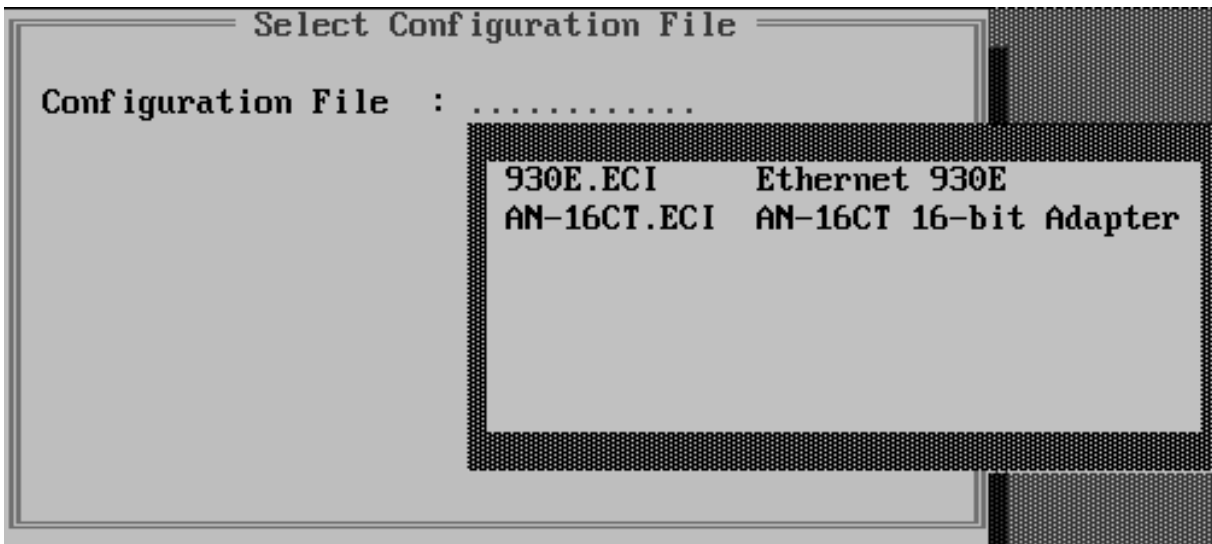 Select Configuration File
Configuration File : ............
930E.ECI Ethernet 930E
AN-16CT.ECI AN-16CT 16-bit Adapter